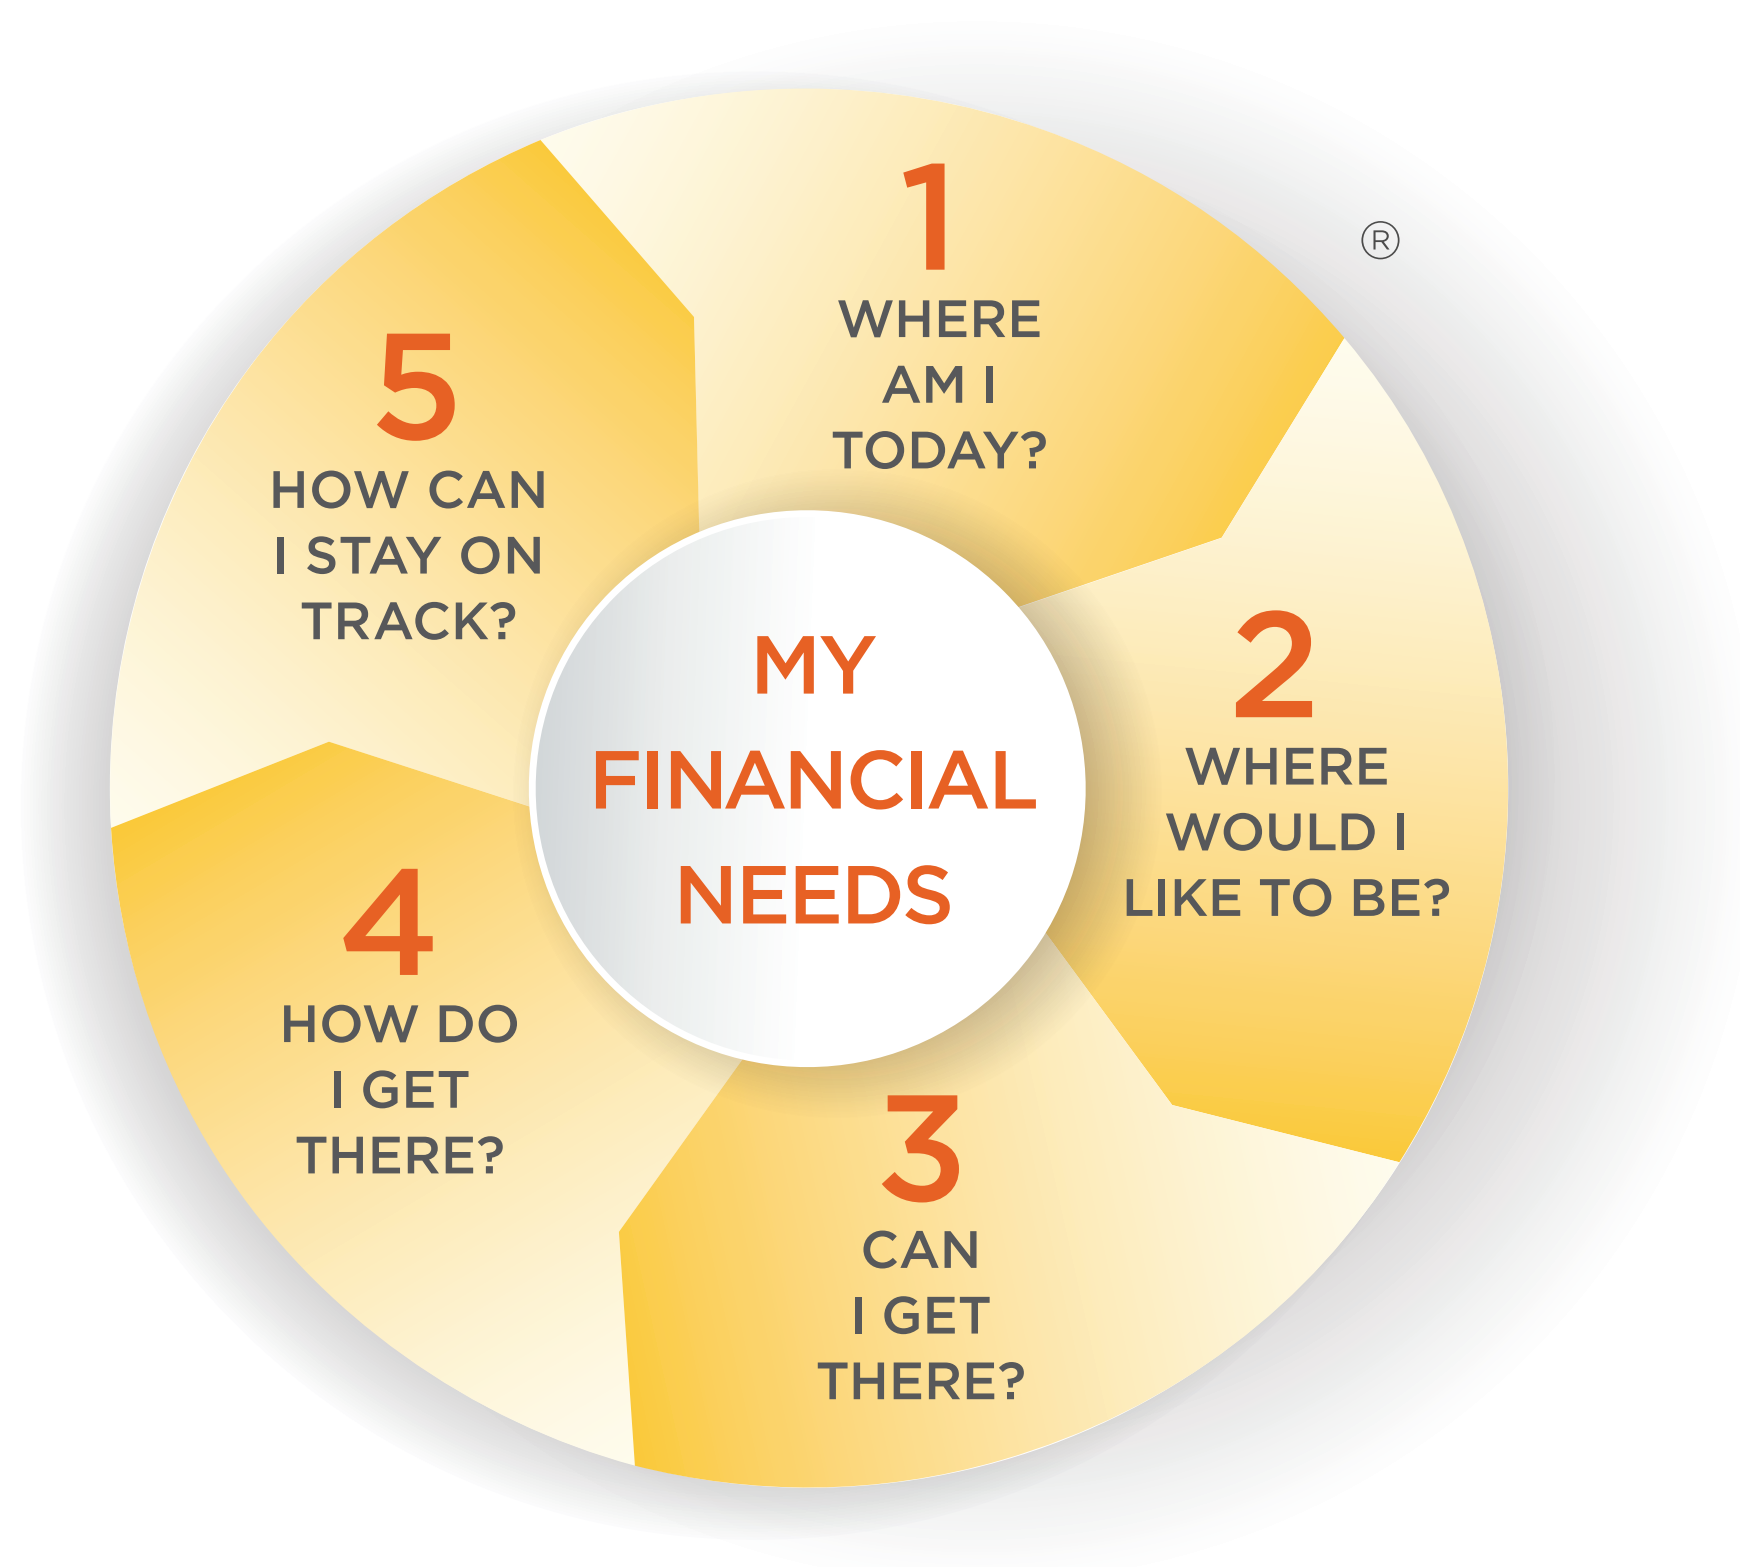 1
WHERE
AM I
TODAY?
®
2
WHERE
WOULD I
LIKE TO BE?
3
CAN
I GET
THERE?
4
HOW DO
I GET
THERE?
5
HOW CAN
I STAY ON
TRACK?
MY
FINANCIAL
NEEDS